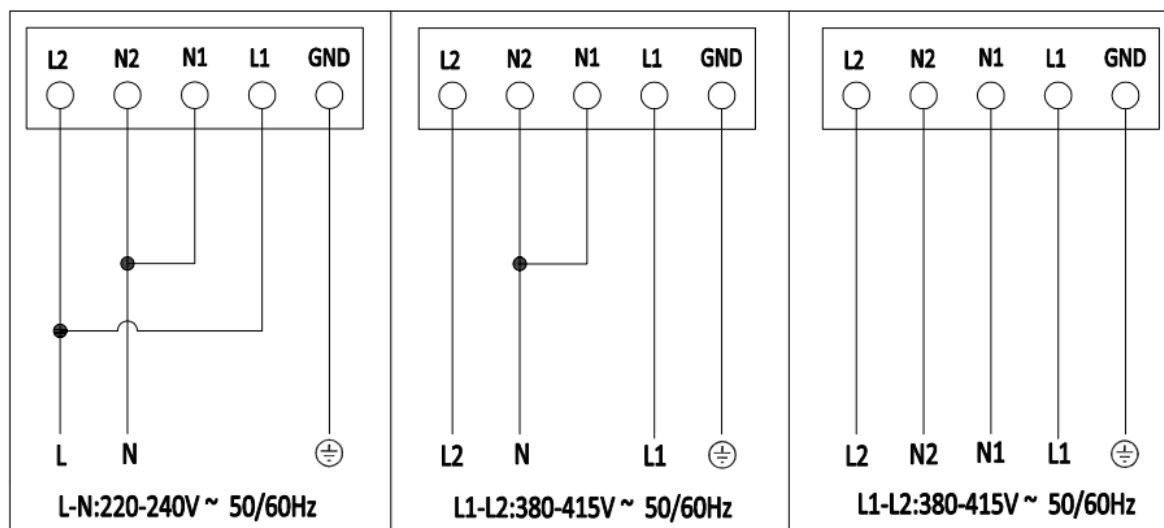 L2 N2 N1 L1 GND
L N
L-N:220-240V ~ 50/60Hz
L2 N2 N1 L1 GND
L2 N L1
L1-L2:380-415V ~ 50/60Hz
L2 N2 N1 L1 GND
L2 N2 N1 L1
L1-L2:380-415V ~ 50/60Hz